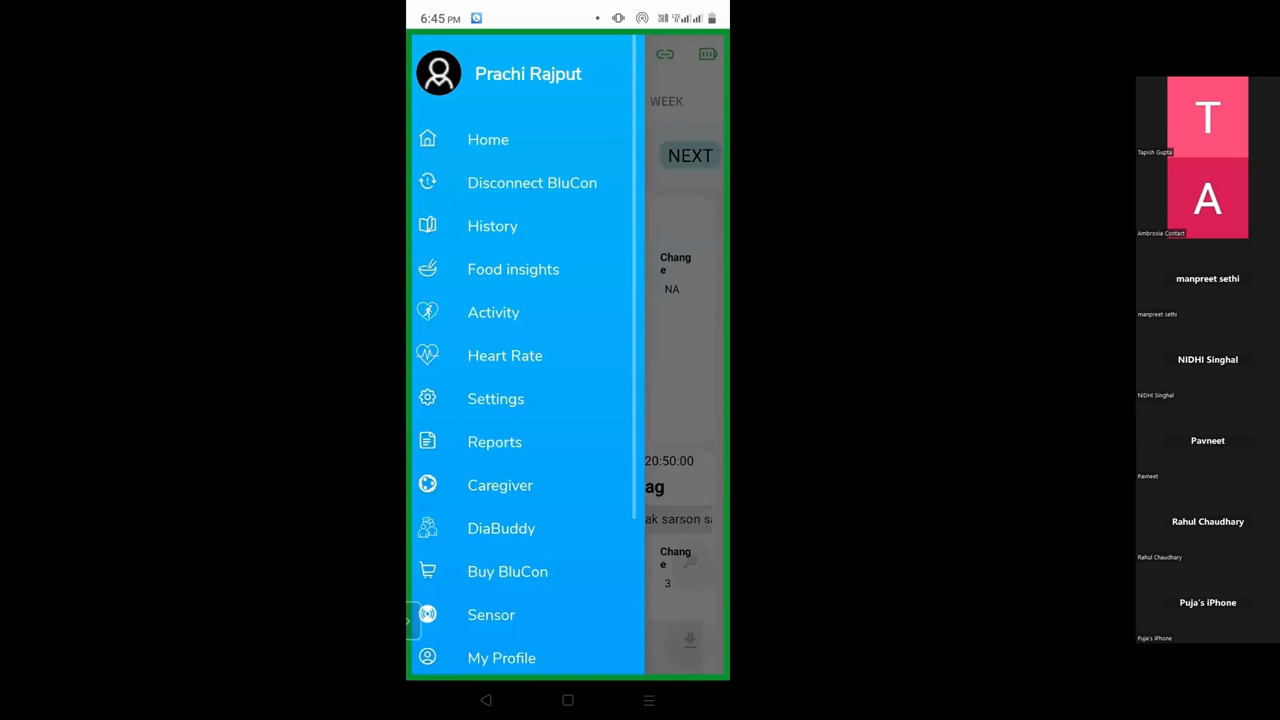 6:45 PM
Prachi Rajput
WEEK
Home
NEXT
Disconnect BluCon
History
Chang
e
Food insights
NA
Activity
Heart Rate
Settings
Reports
20:50:00
Caregiver
ag
ak sarson sa
DiaBuddy
Chang
e
Buy BluCon
3
Sensor
My Profile
T
Tapish Gupta
A
Ambrosia Contact
manpreet sethi
manpreet sethi
NIDHI Singhal
NIDHI Singhal
Pavneet
Pavneet
Rahul Chaudhary
Rahul Chaudhary
Puja's iPhone
Puja's iPhone